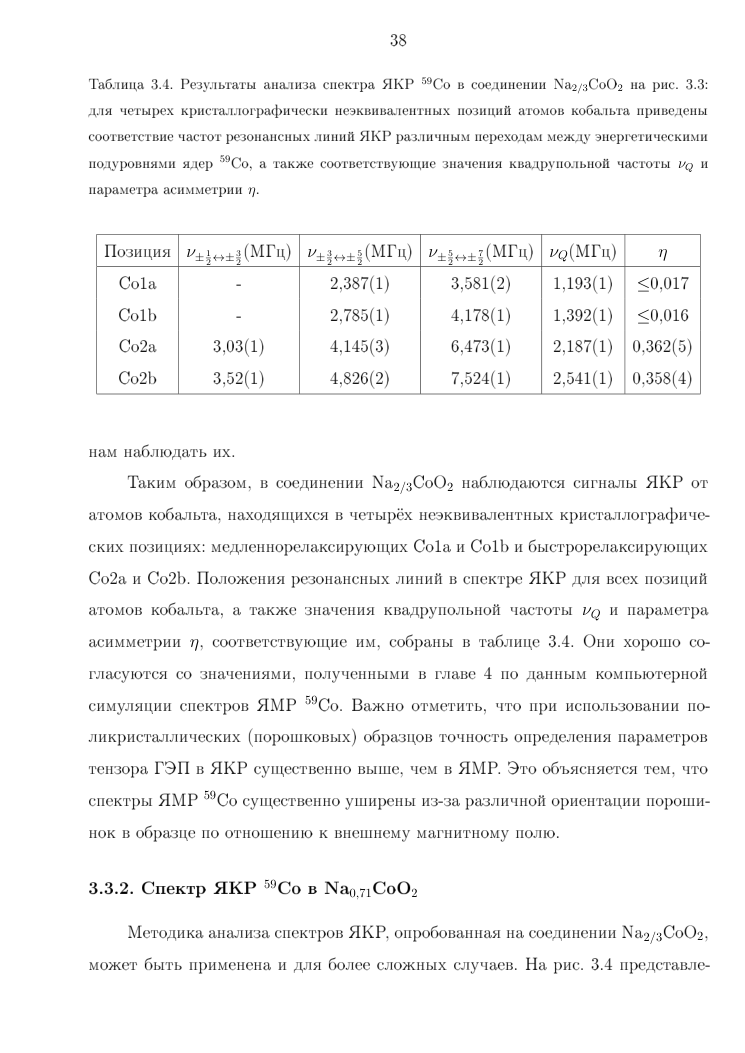 38
Таблица 3.4. Результаты анализа спектра ЯКР ⁵⁹Co в соединении Na₂/₃CoO₂ на рис. 3.3:
для четырех кристаллографически неэквивалентных позиций атомов кобальта приведены
соответствие частот резонансных линий ЯКР различным переходам между энергетическими
подуровнями ядер ⁵⁹Co, а также соответствующие значения квадрупольной частоты ν_Q и
параметра асимметрии η.
Позиция ν_{±1/2↔±3/2}(МГц) ν_{±3/2↔±5/2}(МГц) ν_{±5/2↔±7/2}(МГц) ν_Q(МГц) η
Co1a - 2,387(1) 3,581(2) 1,193(1) ≤0,017
Co1b - 2,785(1) 4,178(1) 1,392(1) ≤0,016
Co2a 3,03(1) 4,145(3) 6,473(1) 2,187(1) 0,362(5)
Co2b 3,52(1) 4,826(2) 7,524(1) 2,541(1) 0,358(4)
нам наблюдать их.
Таким образом, в соединении Na₂/₃CoO₂ наблюдаются сигналы ЯКР от
атомов кобальта, находящихся в четырёх неэквивалентных кристаллографиче-
ских позициях: медленнорелаксирующих Co1a и Co1b и быстрорелаксирующих
Co2a и Co2b. Положения резонансных линий в спектре ЯКР для всех позиций
атомов кобальта, а также значения квадрупольной частоты ν_Q и параметра
асимметрии η, соответствующие им, собраны в таблице 3.4. Они хорошо со-
гласуются со значениями, полученными в главе 4 по данным компьютерной
симуляции спектров ЯМР ⁵⁹Co. Важно отметить, что при использовании по-
ликристаллических (порошковых) образцов точность определения параметров
тензора ГЭП в ЯКР существенно выше, чем в ЯМР. Это объясняется тем, что
спектры ЯМР ⁵⁹Co существенно уширены из-за различной ориентации пороши-
нок в образце по отношению к внешнему магнитному полю.
3.3.2. Спектр ЯКР ⁵⁹Co в Na₀,₇₁CoO₂
Методика анализа спектров ЯКР, опробованная на соединении Na₂/₃CoO₂,
может быть применена и для более сложных случаев. На рис. 3.4 представле-